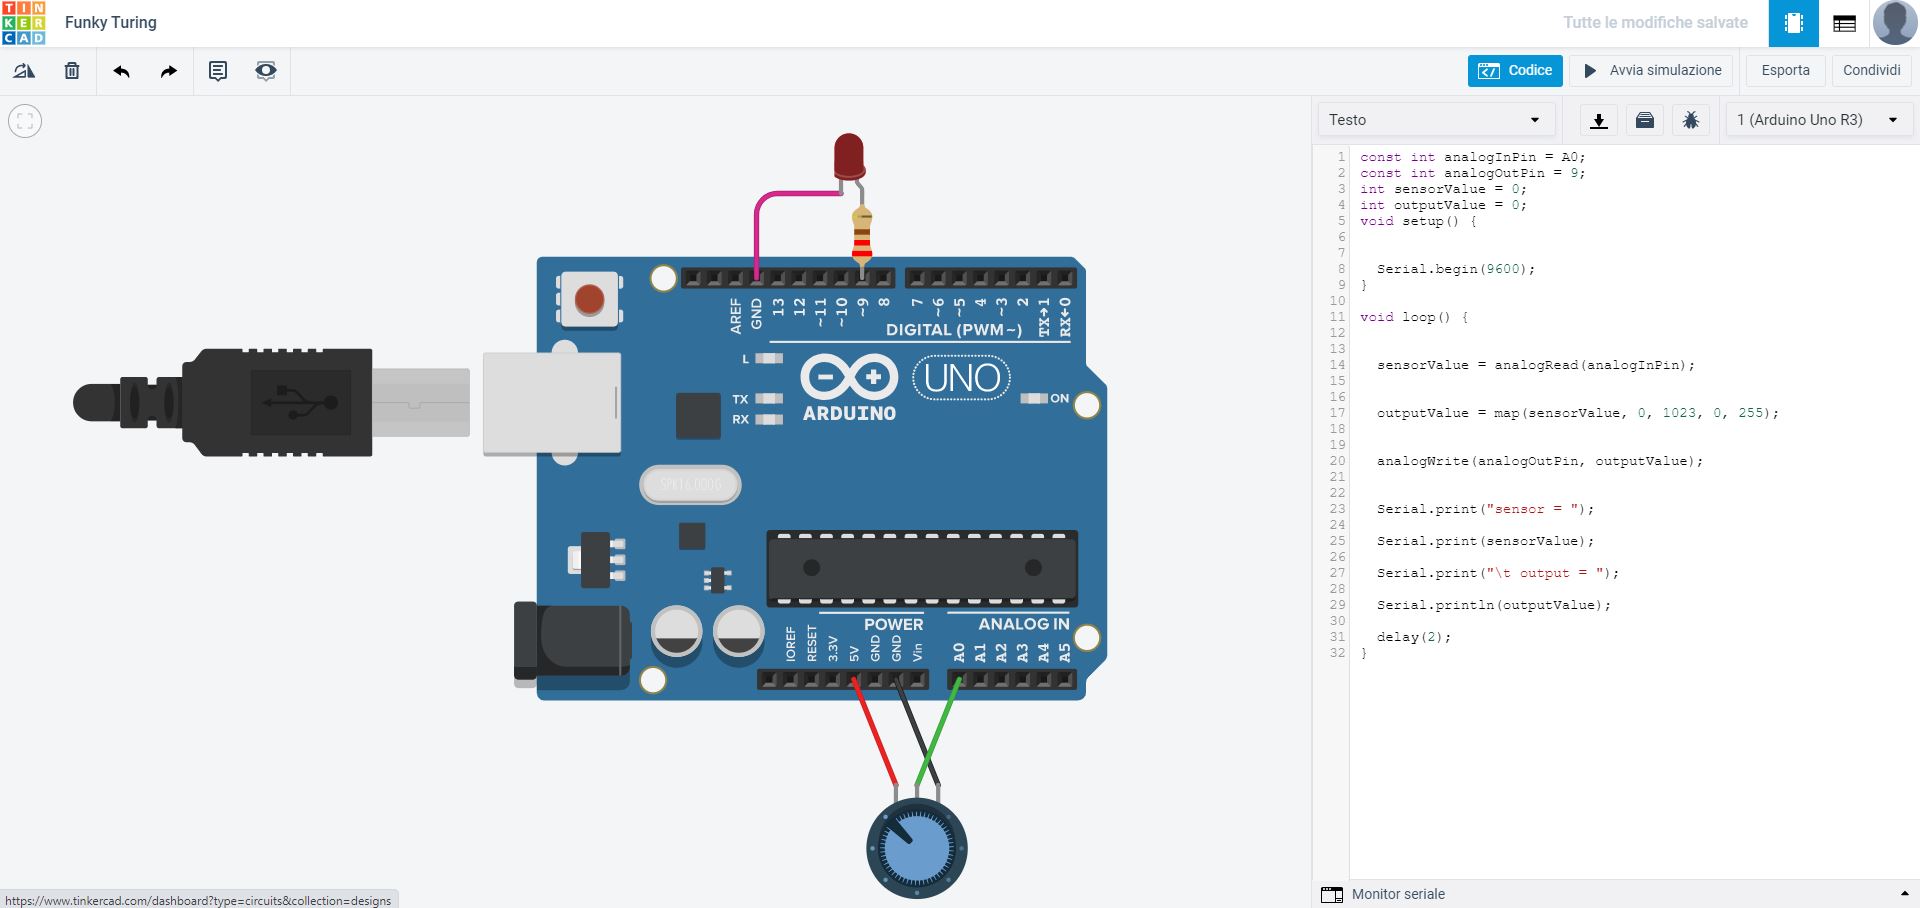 TIN
KER
CAD
Funky Turing
Tutte le modifiche salvate
Codice
Avvia simulazione
Esporta
Condividi
Testo
1 (Arduino Uno R3)
AREF
GND
13
12
~11
~10
~9
8
7
~6
~5
4
~3
2
TX→1
RX←0
DIGITAL (PWM~)
L
TX
RX
ARDUINO
UNO
ON
SPK16.000G
IOREF
RESET
3.3V
5V
GND
GND
Vin
POWER
ANALOG IN
A0
A1
A2
A3
A4
A5
1 const int analogInPin = A0;
2 const int analogOutPin = 9;
3 int sensorValue = 0;
4 int outputValue = 0;
5 void setup() {
6
7
8 Serial.begin(9600);
9 }
10
11 void loop() {
12
13
14 sensorValue = analogRead(analogInPin);
15
16
17 outputValue = map(sensorValue, 0, 1023, 0, 255);
18
19
20 analogWrite(analogOutPin, outputValue);
21
22
23 Serial.print("sensor = ");
24
25 Serial.print(sensorValue);
26
27 Serial.print("\t output = ");
28
29 Serial.println(outputValue);
30
31 delay(2);
32 }
Monitor seriale
https://www.tinkercad.com/dashboard?type=circuits&collection=designs